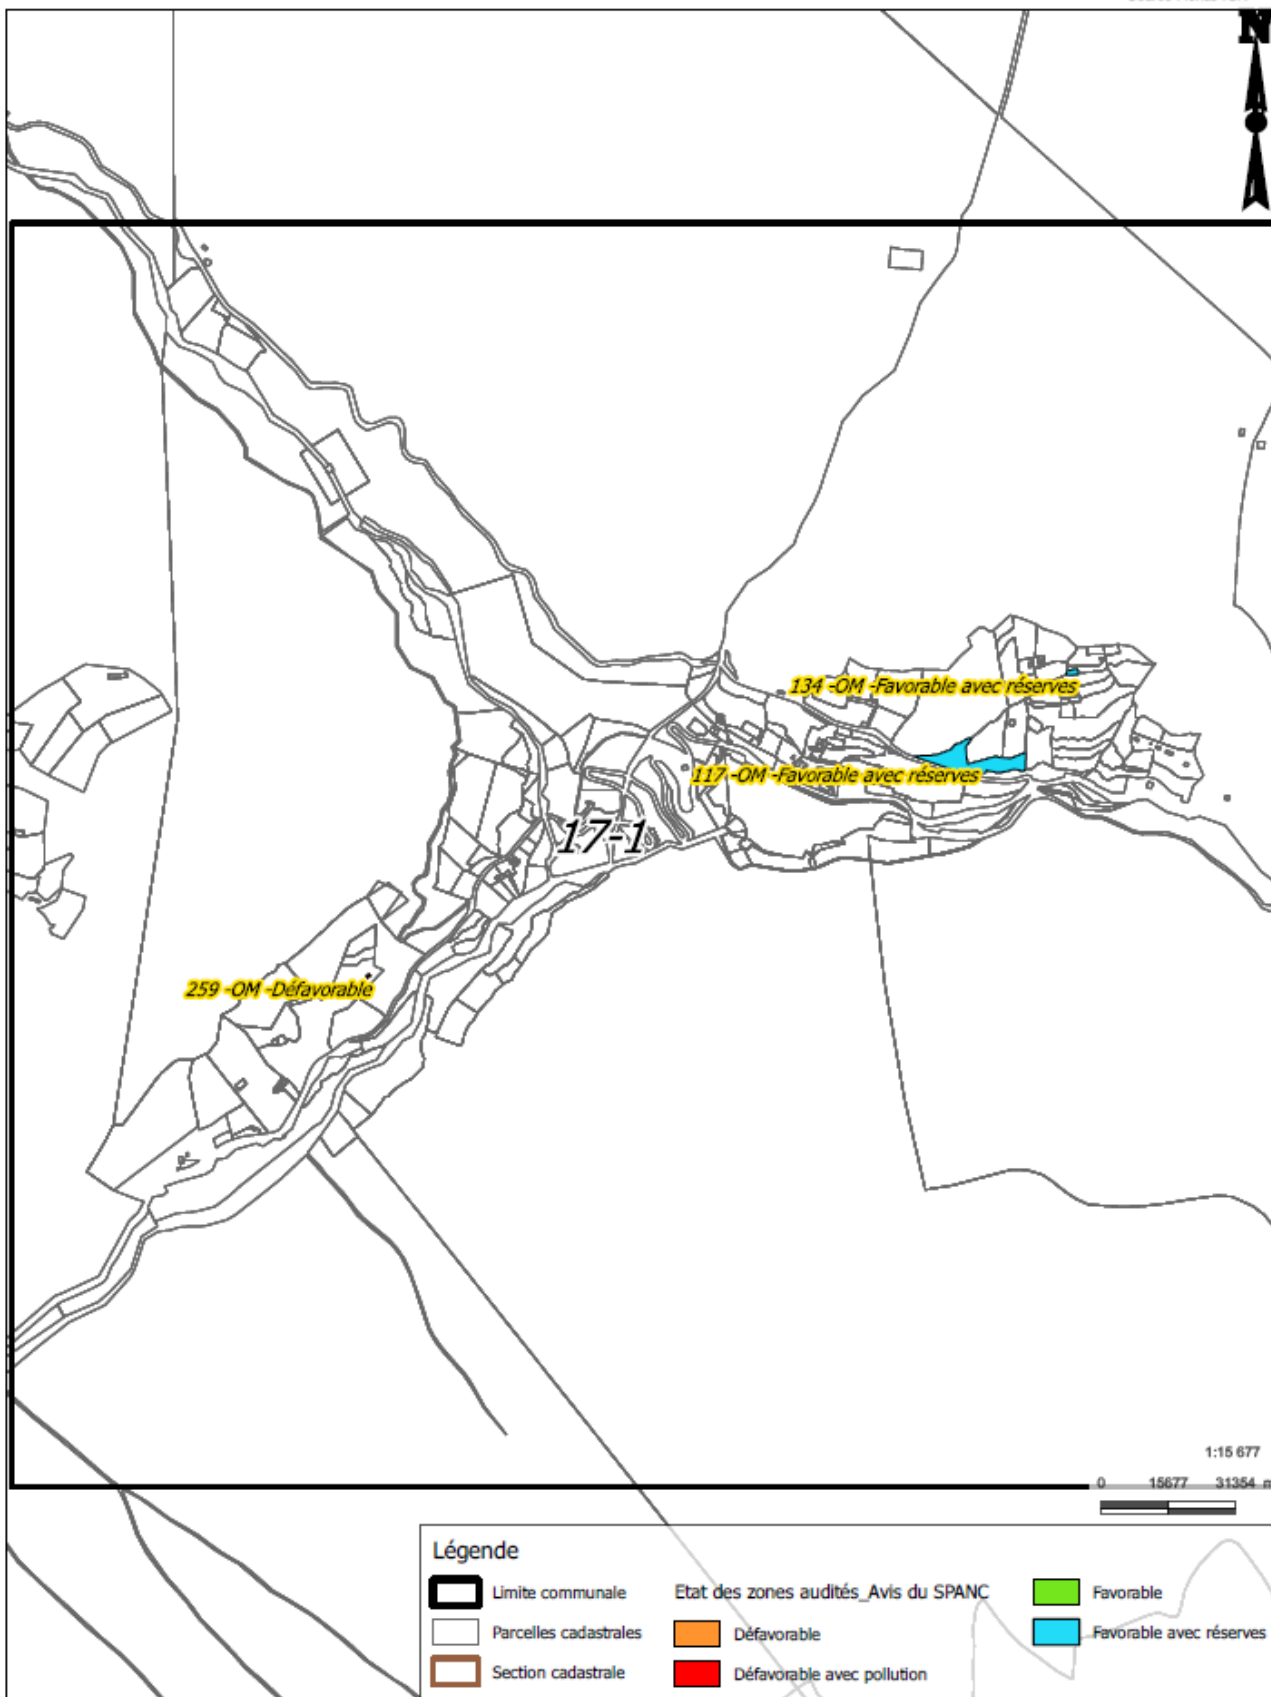 N
134 -OM -Favorable avec réserves
117 -OM -Favorable avec réserves
17-1
259 -OM -Défavorable
1:15 677
0 15677 31354 m
Légende
Limite communale
Parcelles cadastrales
Section cadastrale
Etat des zones audités_Avis du SPANC
Défavorable
Défavorable avec pollution
Favorable
Favorable avec réserves